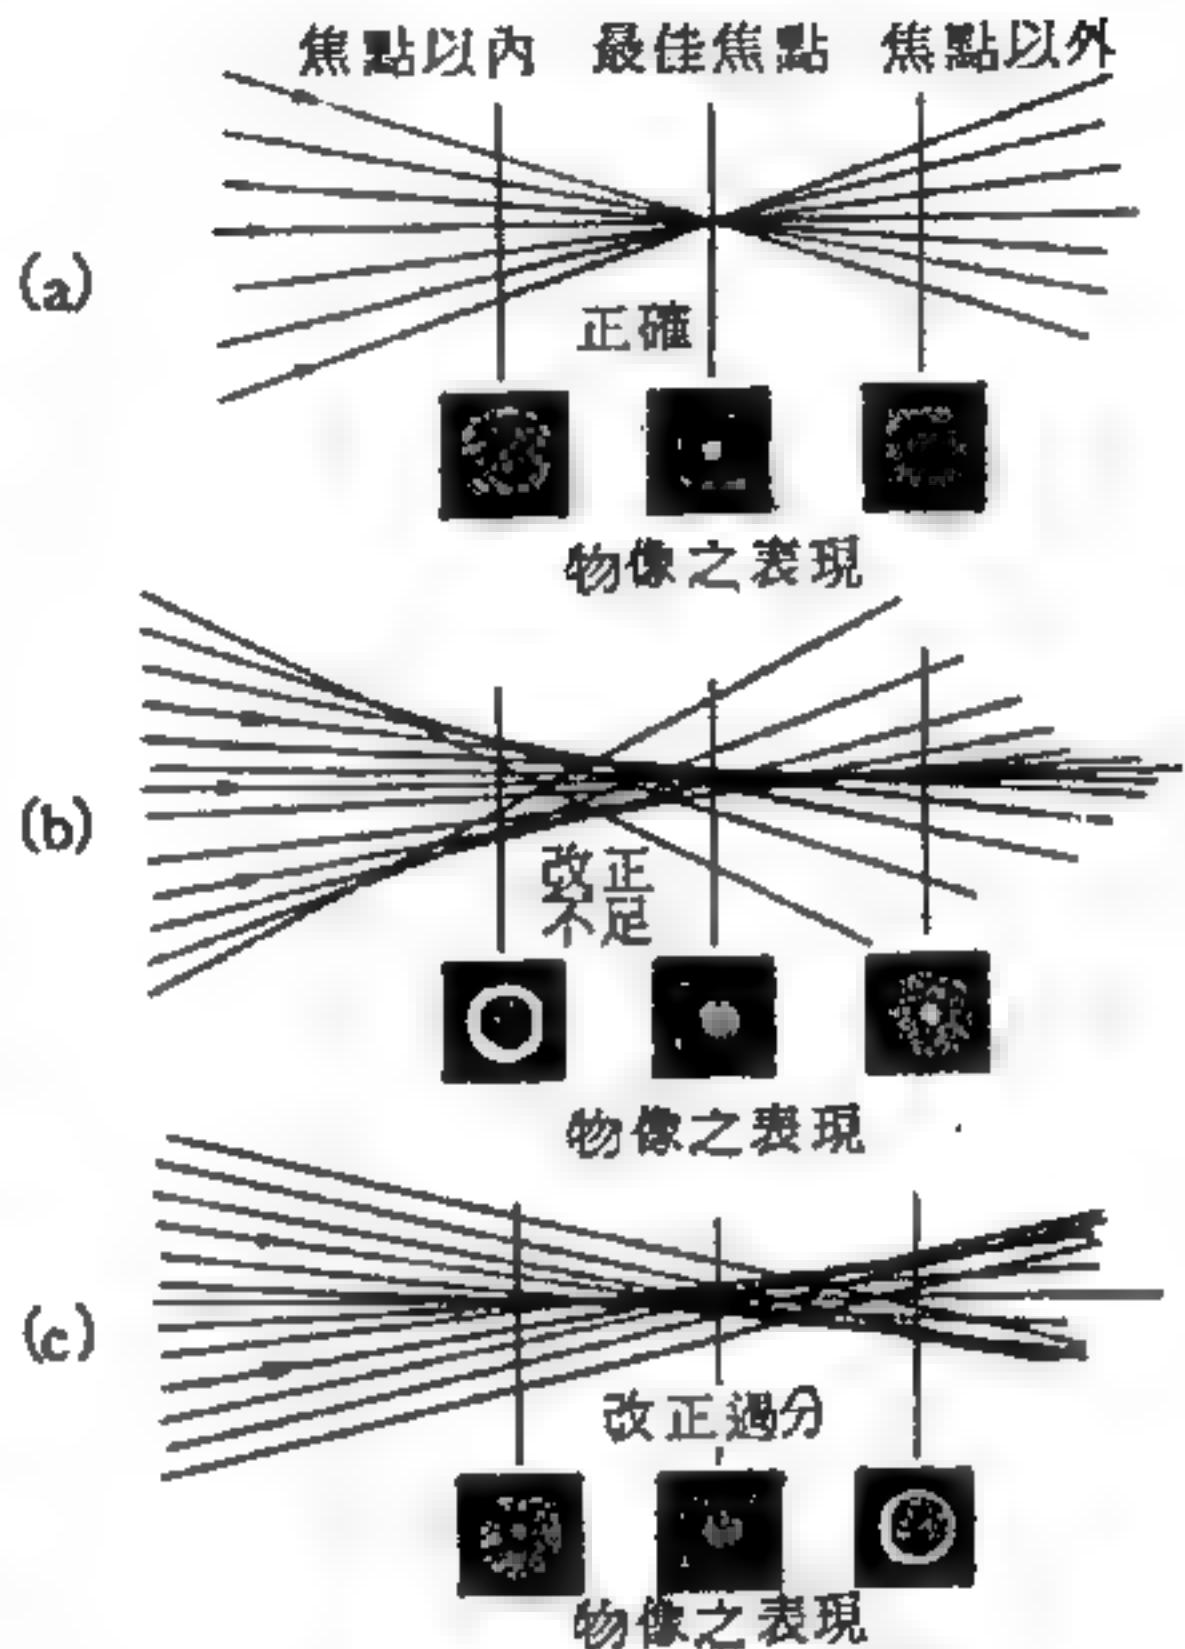 焦點以內 最佳焦點 焦點以外
(a)
正確
物像之表現
(b)
改正
不足
物像之表現
(c)
改正過分
物像之表現